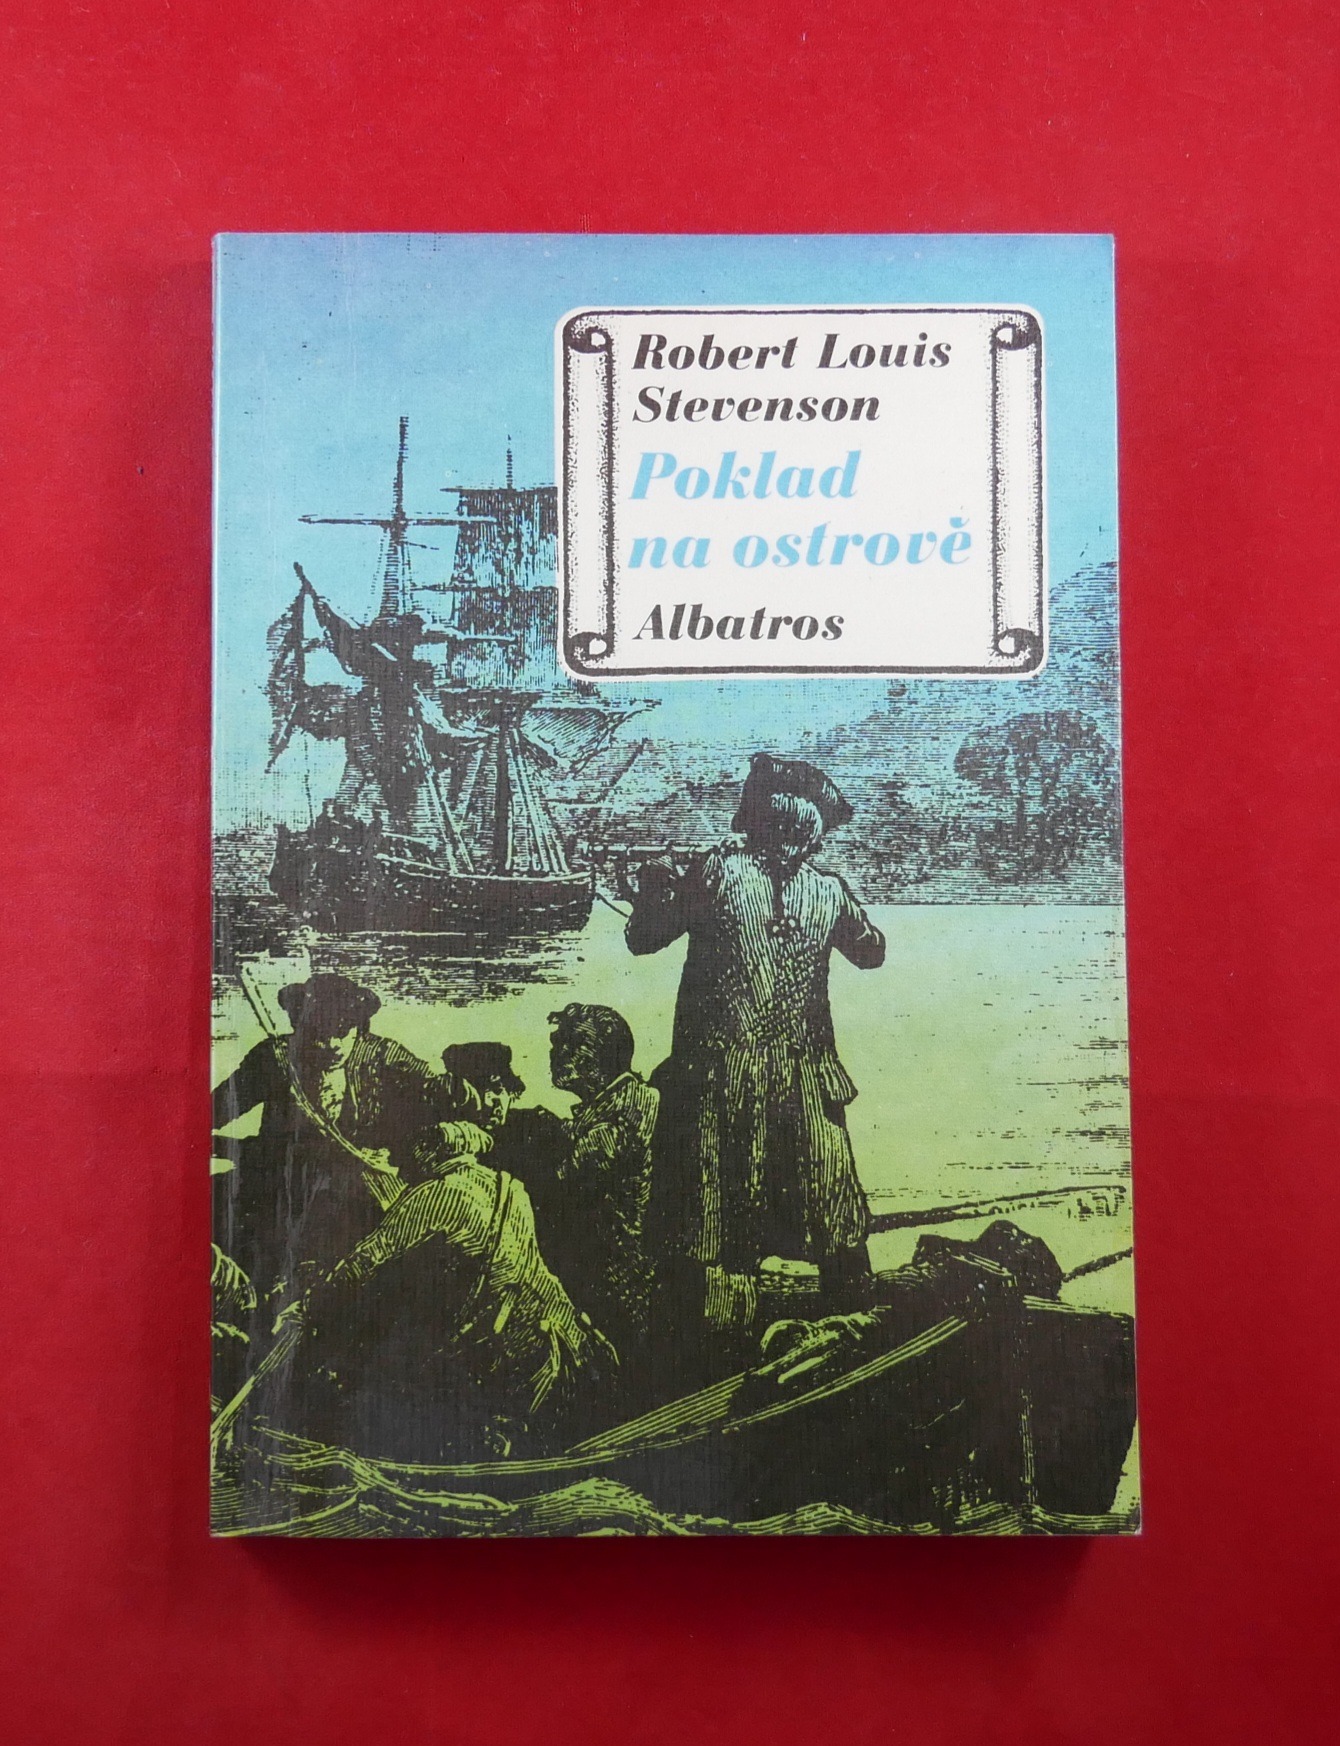 Robert Louis
Stevenson
Poklad
na ostrově
Albatros